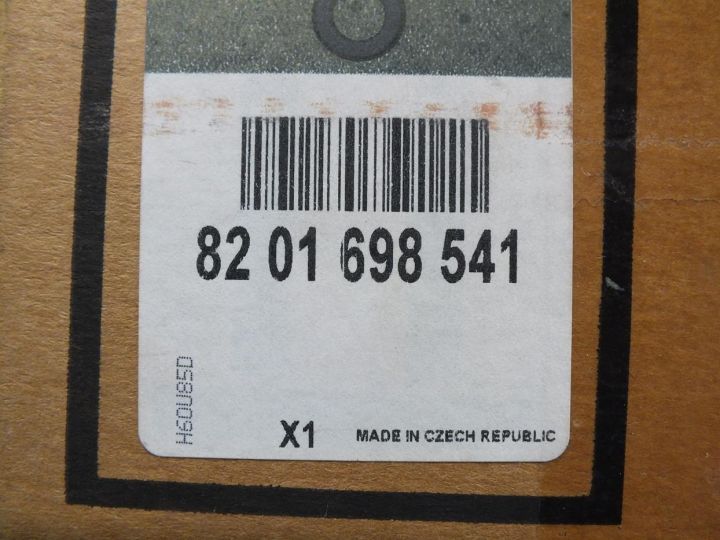 82 01 698 541
H60U85D
X1 MADE IN CZECH REPUBLIC